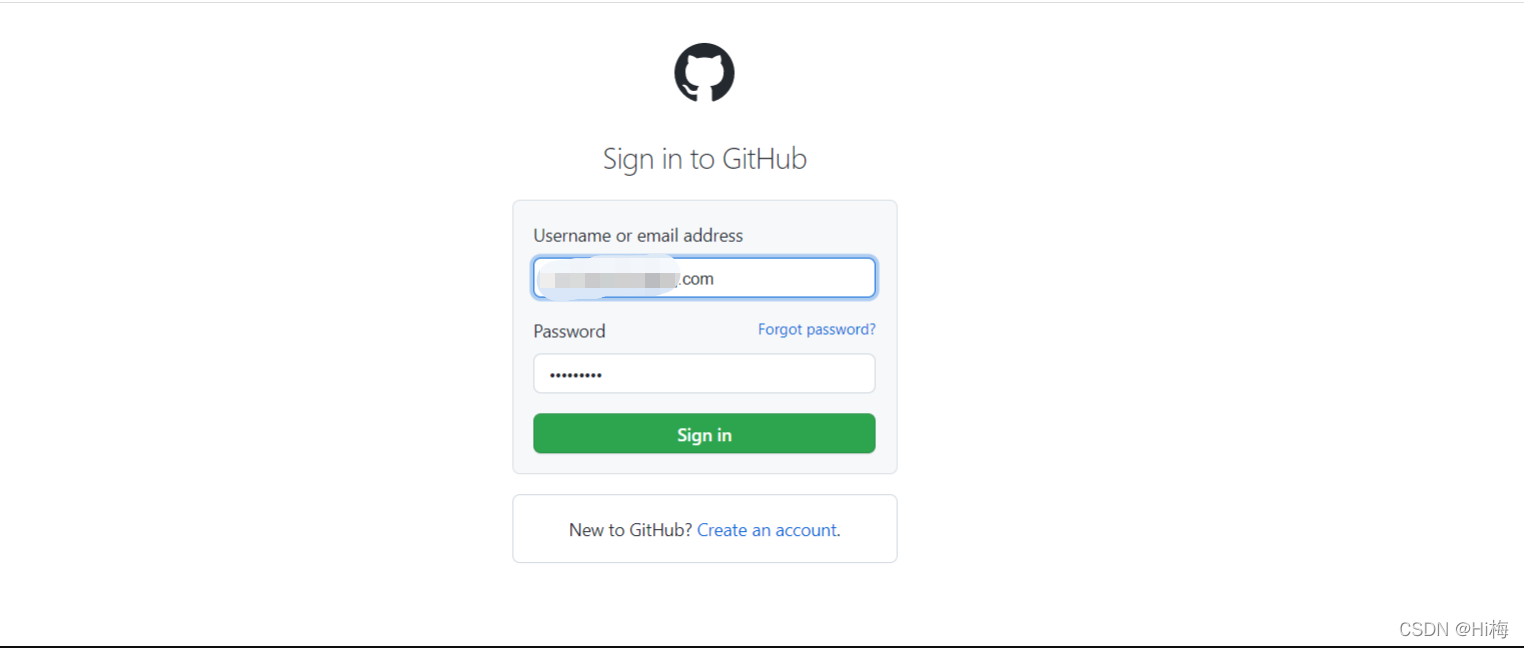 Sign in to GitHub
Username or email address
.com
Password
Forgot password?
•••••••••
Sign in
New to GitHub? Create an account.
CSDN @Hi梅